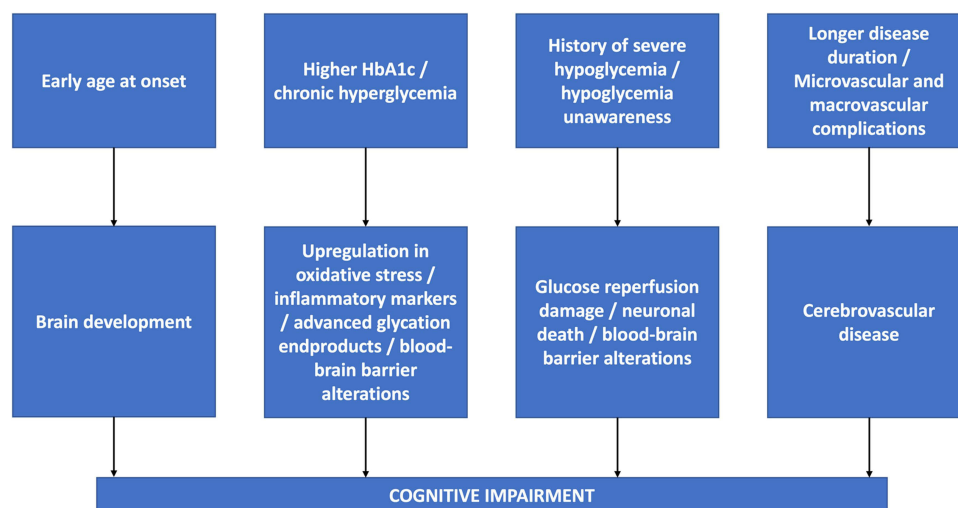 Early age at onset
Higher HbA1c /
chronic hyperglycemia
History of severe
hypoglycemia /
hypoglycemia
unawareness
Longer disease
duration /
Microvascular and
macrovascular
complications
Brain development
Upregulation in
oxidative stress /
inflammatory markers
/ advanced glycation
endproducts / blood-
brain barrier
alterations
Glucose reperfusion
damage / neuronal
death / blood-brain
barrier alterations
Cerebrovascular
disease
COGNITIVE IMPAIRMENT